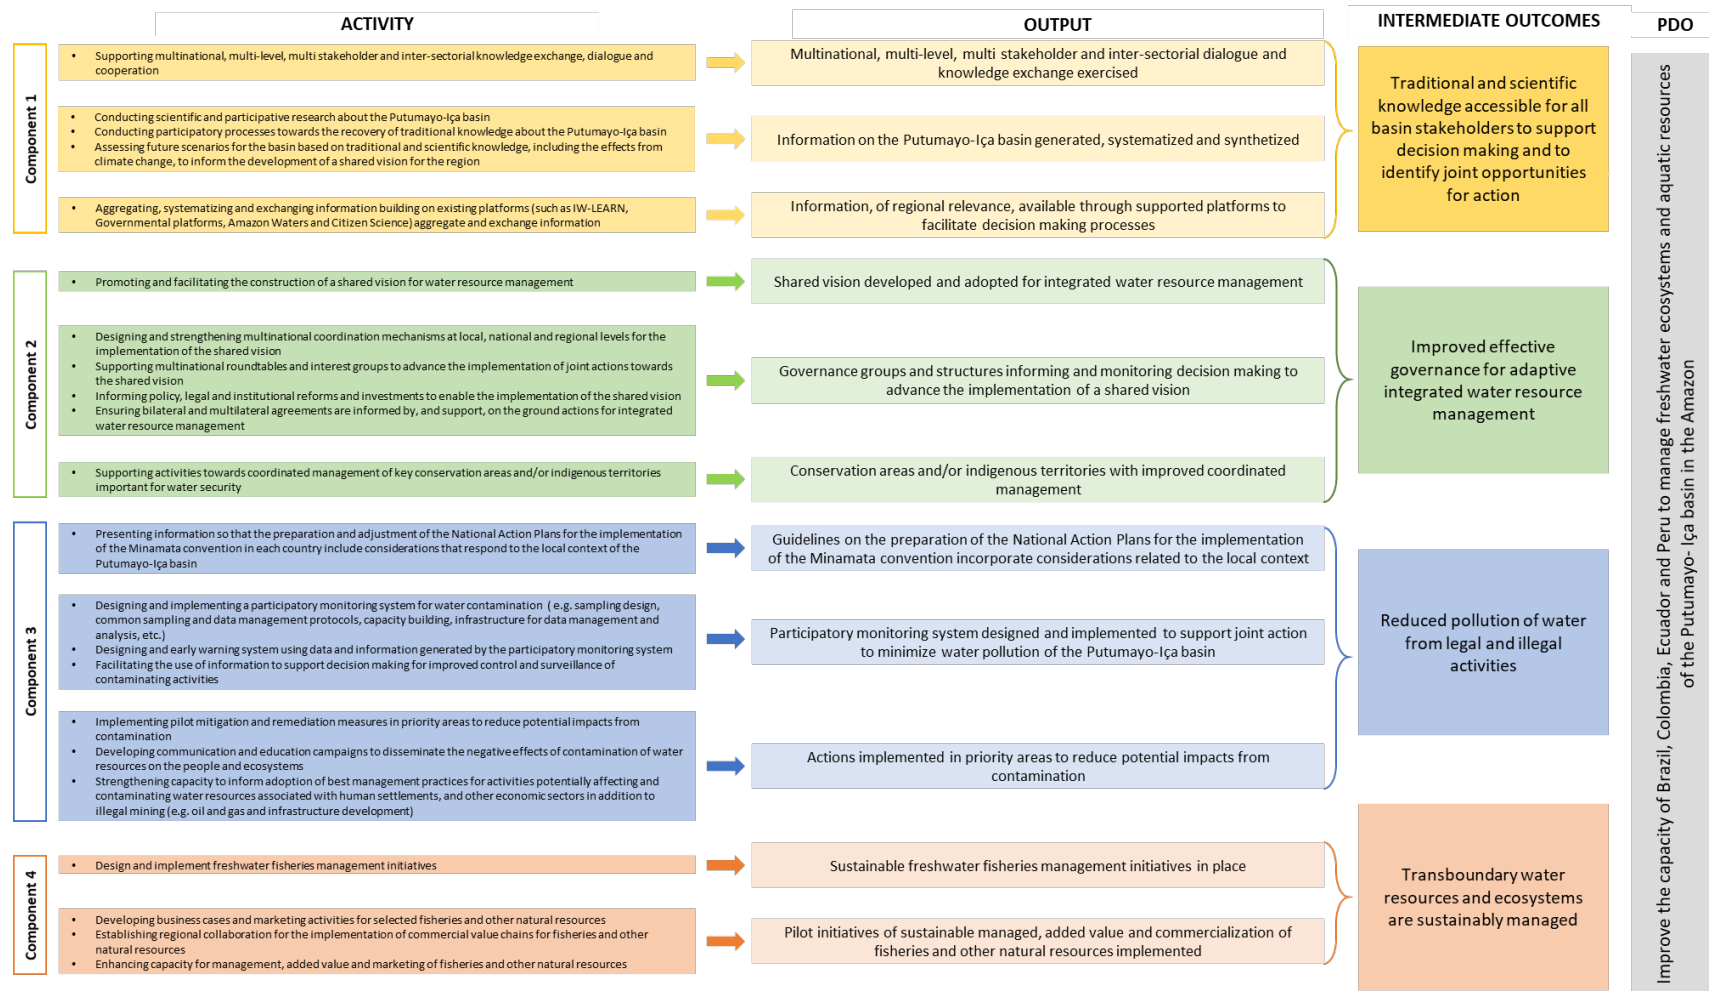 ACTIVITY
OUTPUT
INTERMEDIATE OUTCOMES
PDO
Component 1
• Supporting multinational, multi-level, multi stakeholder and inter-sectorial knowledge exchange, dialogue and
cooperation
Multinational, multi-level, multi stakeholder and inter-sectorial dialogue and
knowledge exchange exercised
• Conducting scientific and participative research about the Putumayo-Iça basin
• Conducting participatory processes towards the recovery of traditional knowledge about the Putumayo-Iça basin
• Assessing future scenarios for the basin based on traditional and scientific knowledge, including the effects from
climate change, to inform the development of a shared vision for the region
Information on the Putumayo-Iça basin generated, systematized and synthetized
• Aggregating, systematizing and exchanging information building on existing platforms (such as IW-LEARN,
Governmental platforms, Amazon Waters and Citizen Science) aggregate and exchange information
Information, of regional relevance, available through supported platforms to
facilitate decision making processes
Traditional and scientific
knowledge accessible for all
basin stakeholders to support
decision making and to
identify joint opportunities
for action
Component 2
• Promoting and facilitating the construction of a shared vision for water resource management
Shared vision developed and adopted for integrated water resource management
• Designing and strengthening multinational coordination mechanisms at local, national and regional levels for the
implementation of the shared vision
• Supporting multinational roundtables and interest groups to advance the implementation of joint actions towards
the shared vision
• Informing policy, legal and institutional reforms and investments to enable the implementation of the shared vision
• Ensuring bilateral and multilateral agreements are informed by, and support, on the ground actions for integrated
water resource management
Governance groups and structures informing and monitoring decision making to
advance the implementation of a shared vision
• Supporting activities towards coordinated management of key conservation areas and/or indigenous territories
important for water security
Conservation areas and/or indigenous territories with improved coordinated
management
Improved effective
governance for adaptive
integrated water resource
management
Component 3
• Presenting information so that the preparation and adjustment of the National Action Plans for the implementation
of the Minamata convention in each country include considerations that respond to the local context of the
Putumayo-Iça basin
Guidelines on the preparation of the National Action Plans for the implementation
of the Minamata convention incorporate considerations related to the local context
• Designing and implementing a participatory monitoring system for water contamination ( e.g. sampling design,
common sampling and data management protocols, capacity building, infrastructure for data management and
analysis, etc.)
• Designing and early warning system using data and information generated by the participatory monitoring system
• Facilitating the use of information to support decision making for improved control and surveillance of
contaminating activities
Participatory monitoring system designed and implemented to support joint action
to minimize water pollution of the Putumayo-Iça basin
• Implementing pilot mitigation and remediation measures in priority areas to reduce potential impacts from
contamination
• Developing communication and education campaigns to disseminate the negative effects of contamination of water
resources on the people and ecosystems
• Strengthening capacity to inform adoption of best management practices for activities potentially affecting and
contaminating water resources associated with human settlements, and other economic sectors in addition to
illegal mining (e.g. oil and gas and infrastructure development)
Actions implemented in priority areas to reduce potential impacts from
contamination
Reduced pollution of water
from legal and illegal
activities
Component 4
• Design and implement freshwater fisheries management initiatives
Sustainable freshwater fisheries management initiatives in place
• Developing business cases and marketing activities for selected fisheries and other natural resources
• Establishing regional collaboration for the implementation of commercial value chains for fisheries and other
natural resources
• Enhancing capacity for management, added value and marketing of fisheries and other natural resources
Pilot initiatives of sustainable managed, added value and commercialization of
fisheries and other natural resources implemented
Transboundary water
resources and ecosystems
are sustainably managed
Improve the capacity of Brazil, Colombia, Ecuador and Peru to manage freshwater ecosystems and aquatic resources
of the Putumayo- Iça basin in the Amazon